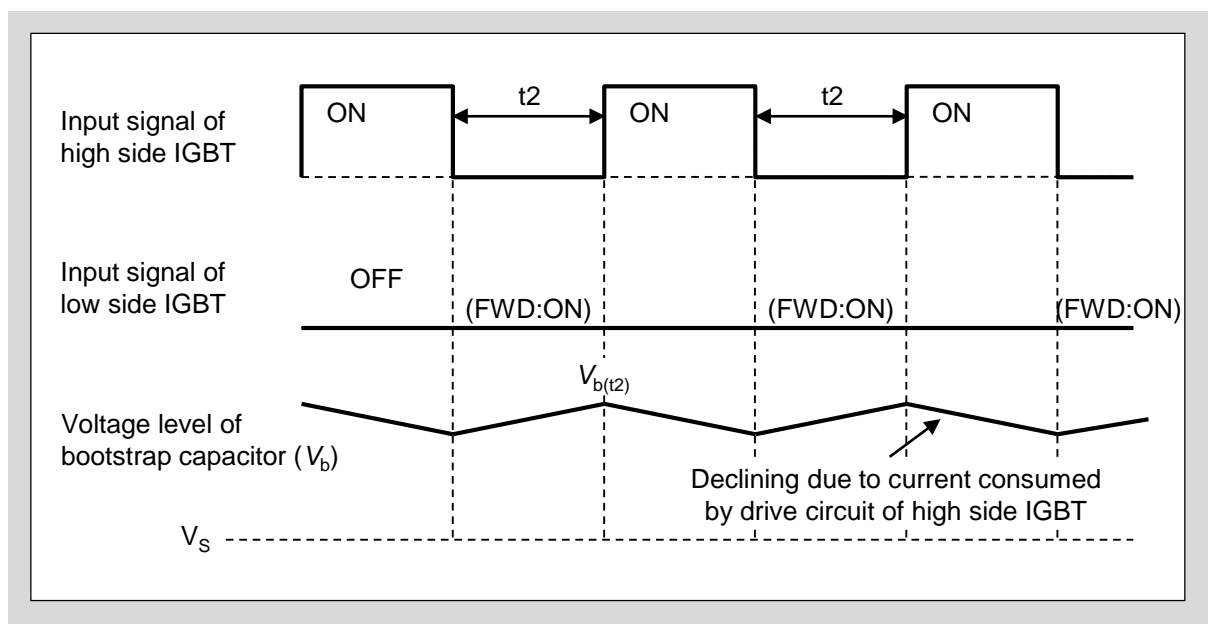 t2
t2
ON
ON
ON
Input signal of
high side IGBT
Input signal of
low side IGBT
OFF
(FWD:ON)
(FWD:ON)
(FWD:ON)
Vb(t2)
Voltage level of
bootstrap capacitor (Vb)
Declining due to current consumed
by drive circuit of high side IGBT
VS